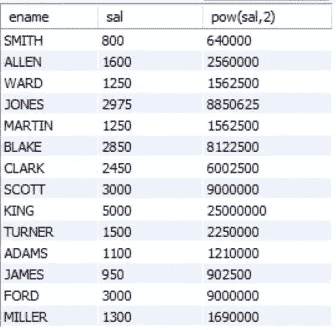 ename sal pow(sal,2)
SMITH 800 640000
ALLEN 1600 2560000
WARD 1250 1562500
JONES 2975 8850625
MARTIN 1250 1562500
BLAKE 2850 8122500
CLARK 2450 6002500
SCOTT 3000 9000000
KING 5000 25000000
TURNER 1500 2250000
ADAMS 1100 1210000
JAMES 950 902500
FORD 3000 9000000
MILLER 1300 1690000